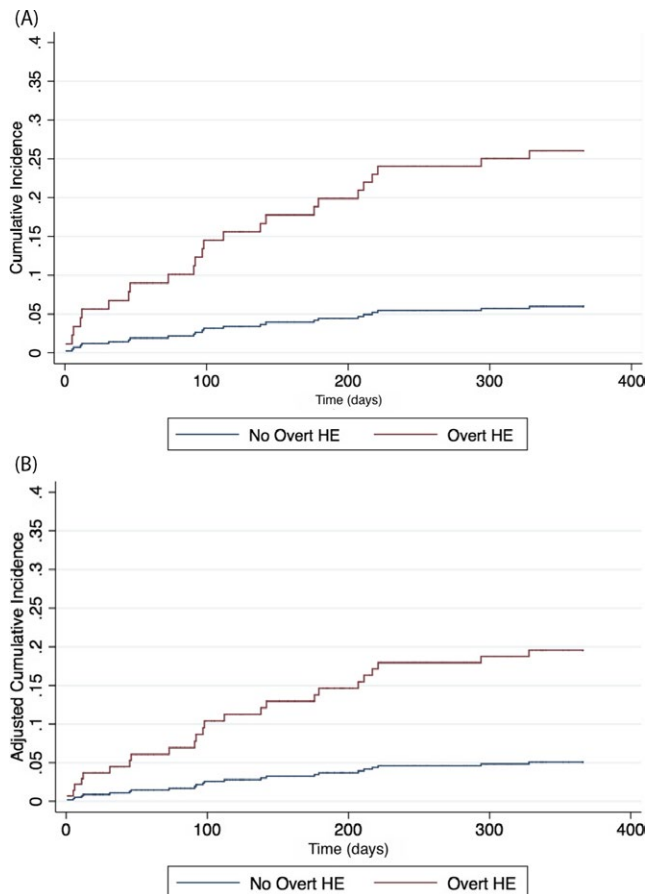 (A)
.4
.35
.3
.25
.2
.15
.1
.05
0
Cumulative Incidence
0 100 200 300 400
Time (days)
No Overt HE Overt HE
(B)
.4
.35
.3
.25
.2
.15
.1
.05
0
Adjusted Cumulative Incidence
0 100 200 300 400
Time (days)
No Overt HE Overt HE